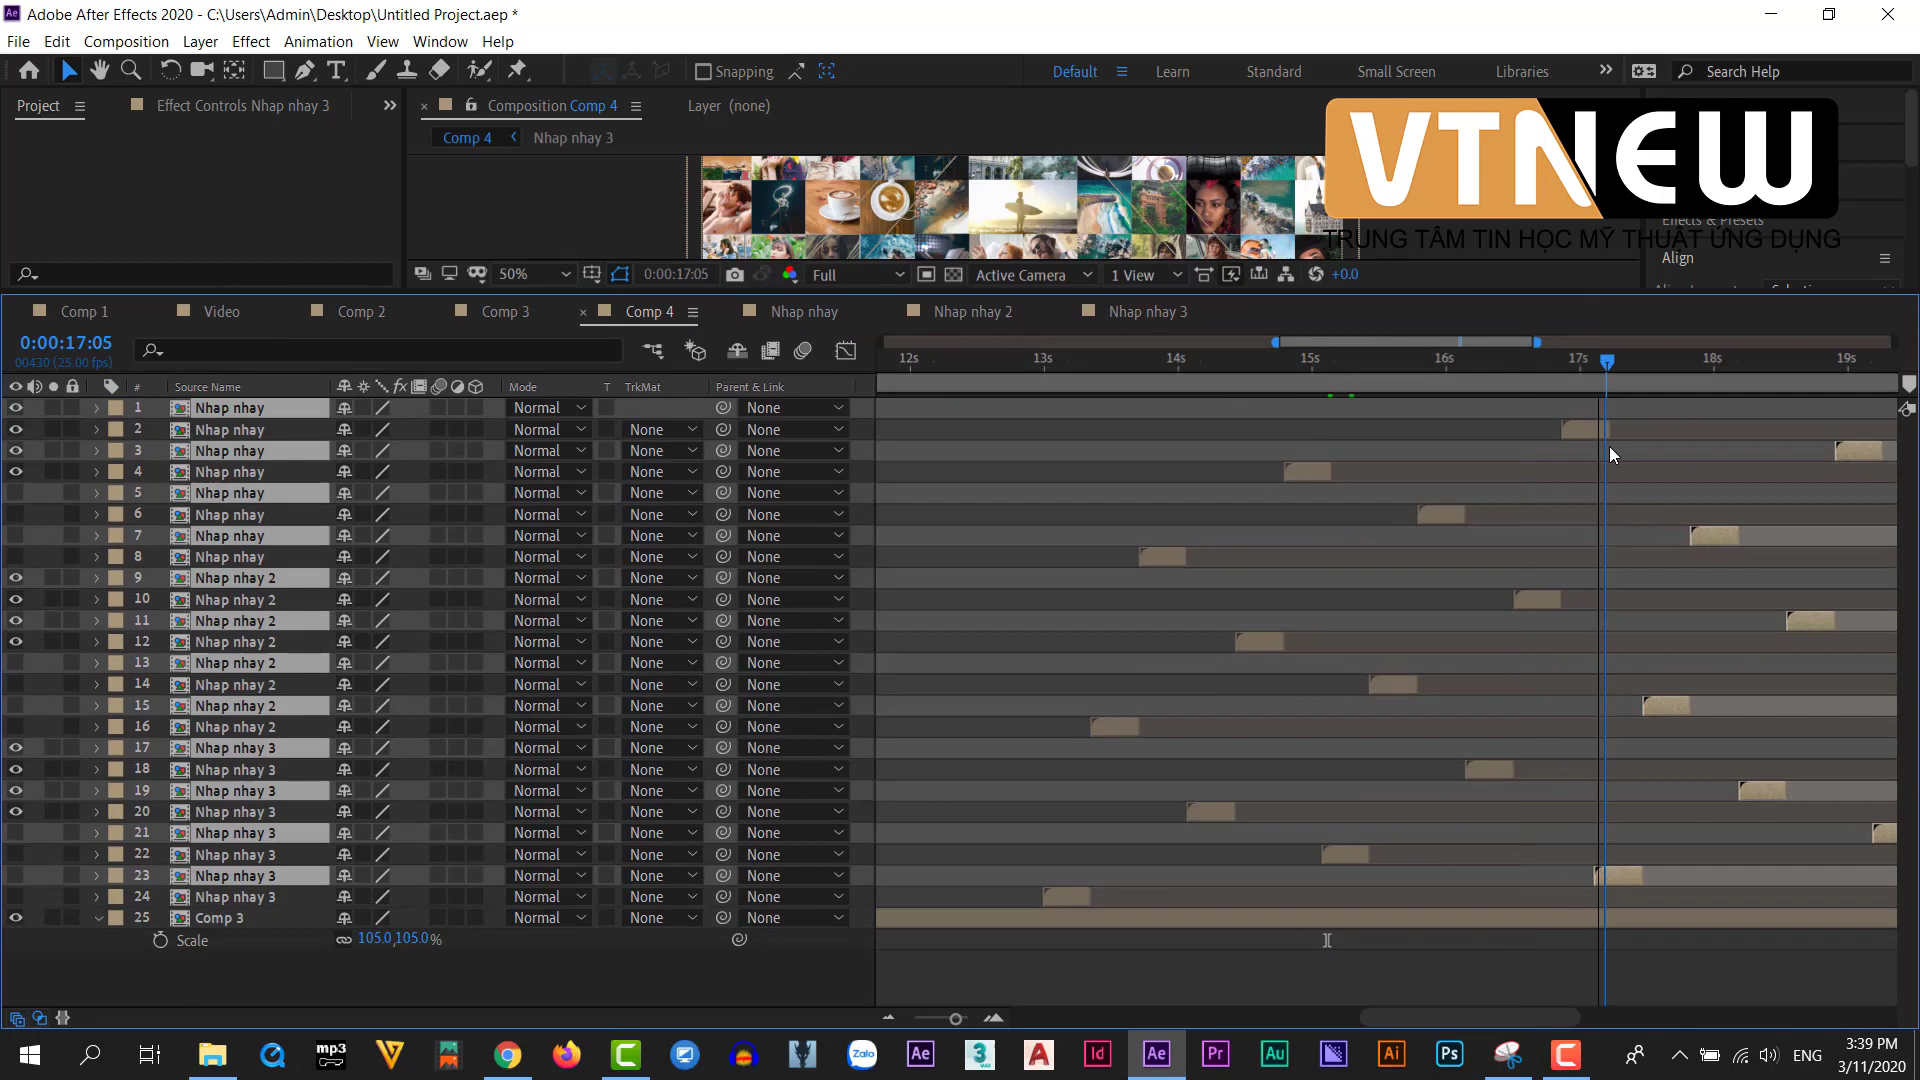 Adobe After Effects 2020 - C:\Users\Admin\Desktop\Untitled Project.aep *
File Edit Composition Layer Effect Animation View Window Help
Snapping Default Learn Standard Small Screen Libraries Search Help
Project Effect Controls Nhap nhay 3 Composition Comp 4 Layer (none)
VTNEW
Comp 4 Nhap nhay 3
Effects & Presets
TRUNG TÂM TIN HỌC MỸ THUẬT ỨNG DỤNG
Align
50% 0:00:17:05 Full Active Camera 1 View +0.0
Comp 1 Video Comp 2 Comp 3 Comp 4 Nhap nhay Nhap nhay 2 Nhap nhay 3
0:00:17:05
00430 (25.00 fps)
12s 13s 14s 15s 16s 17s 18s 19s
# Source Name Mode T TrkMat Parent & Link
1 Nhap nhay Normal None
2 Nhap nhay Normal None None
3 Nhap nhay Normal None None
4 Nhap nhay Normal None None
5 Nhap nhay Normal None None
6 Nhap nhay Normal None None
7 Nhap nhay Normal None None
8 Nhap nhay Normal None None
9 Nhap nhay 2 Normal None None
10 Nhap nhay 2 Normal None None
11 Nhap nhay 2 Normal None None
12 Nhap nhay 2 Normal None None
13 Nhap nhay 2 Normal None None
14 Nhap nhay 2 Normal None None
15 Nhap nhay 2 Normal None None
16 Nhap nhay 2 Normal None None
17 Nhap nhay 3 Normal None None
18 Nhap nhay 3 Normal None None
19 Nhap nhay 3 Normal None None
20 Nhap nhay 3 Normal None None
21 Nhap nhay 3 Normal None None
22 Nhap nhay 3 Normal None None
23 Nhap nhay 3 Normal None None
24 Nhap nhay 3 Normal None None
25 Comp 3 Normal None None
Scale 105.0,105.0%
mp3 Zalo Ae 3 MAX A Id Ae Pr Au Ai Ps ENG 3:39 PM
3/11/2020